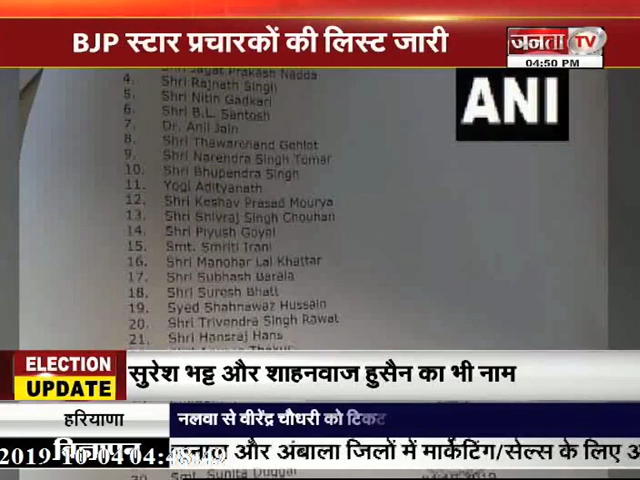 BJP स्टार प्रचारकों की लिस्ट जारी
जनता TV
04:50 PM
ANI
Shri Jagat Prakash Nadda
4. Shri Rajnath Singh
5. Shri Nitin Gadkari
6. Shri B.L. Santosh
7. Dr. Anil Jain
8. Shri Thawarchand Gehlot
9. Shri Narendra Singh Tomar
10. Shri Bhupendra Singh
11. Yogi Adityanath
12. Shri Keshav Prasad Mourya
13. Shri Shivraj Singh Chouhan
14. Shri Piyush Goyal
15. Smt. Smriti Irani
16. Shri Manohar Lal Khattar
17. Shri Subhash Barala
18. Shri Suresh Bhatt
19. Syed Shahnawaz Hussain
20. Shri Trivendra Singh Rawat
21. Shri Hansraj Hans
ELECTION UPDATE
सुरेश भट्ट और शाहनवाज हुसैन का भी नाम
हरियाणा
नलवा से वीरेंद्र चौधरी को टिकट
विज्ञापन
और अंबाला जिलों में मार्केटिंग/सेल्स के लिए
2019-10-04 04:48
Smt. Sunita Duggal